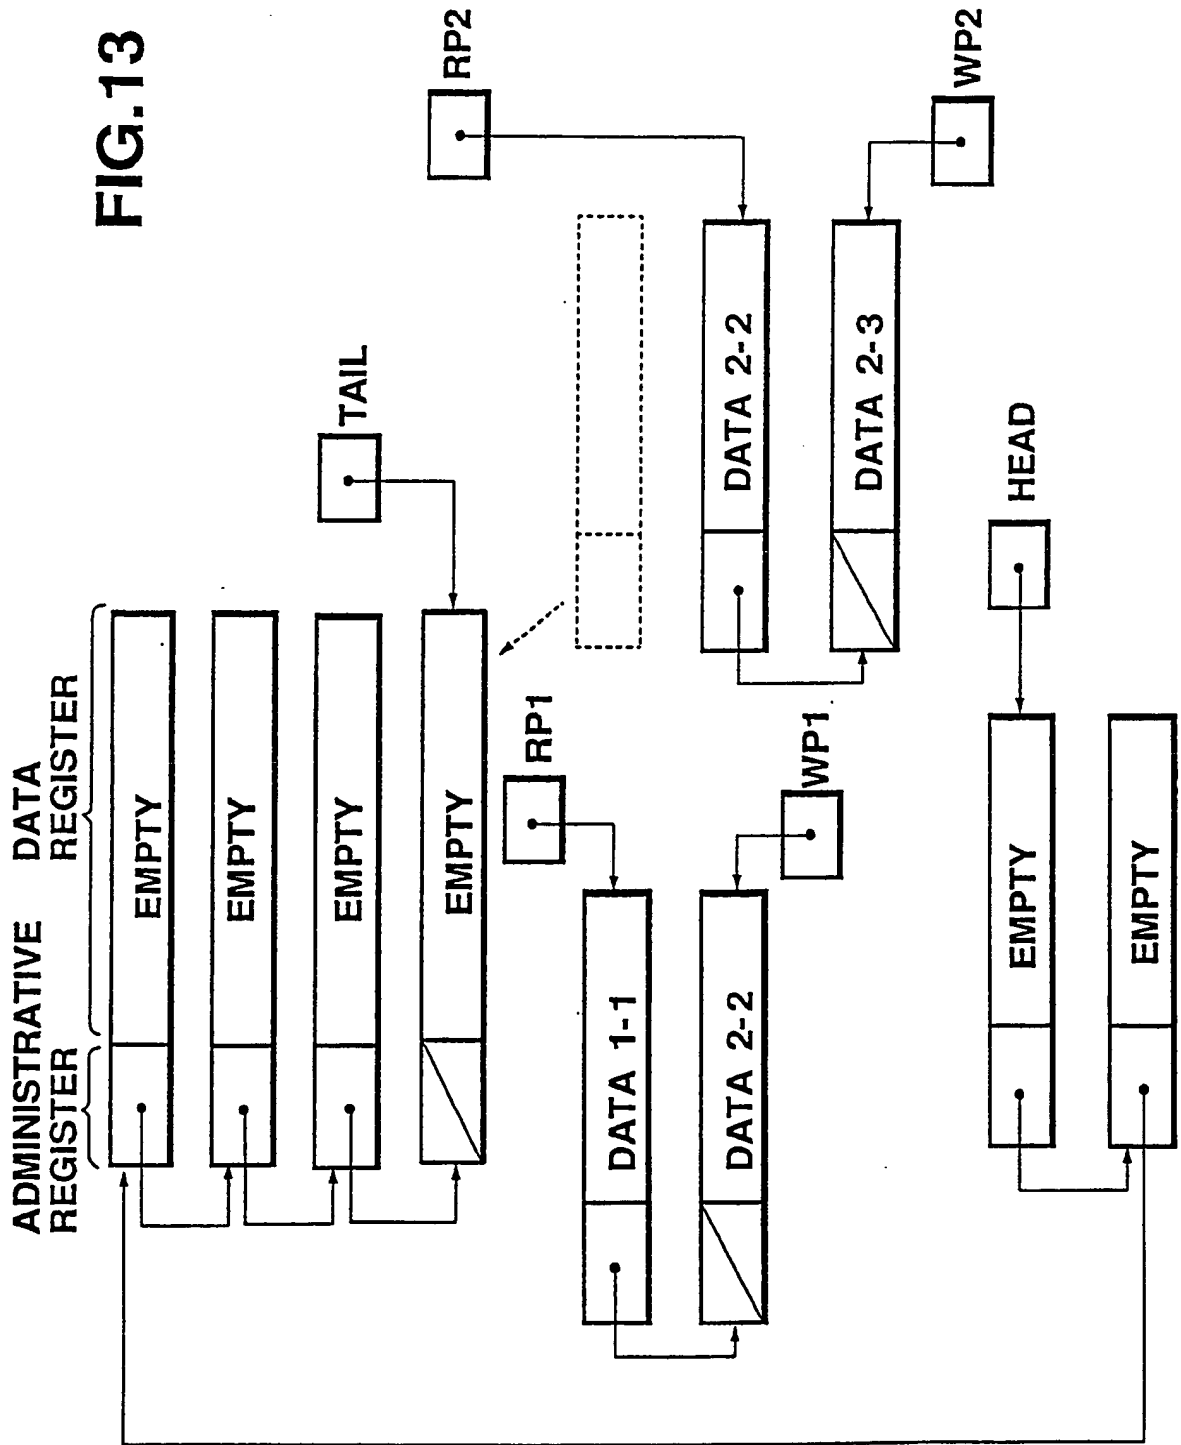 FIG.13
ADMINISTRATIVE
REGISTER
DATA
REGISTER
EMPTY
EMPTY
EMPTY
EMPTY
TAIL
RP2
RP1
DATA 1-1
DATA 2-2
WP1
DATA 2-2
DATA 2-3
WP2
HEAD
EMPTY
EMPTY